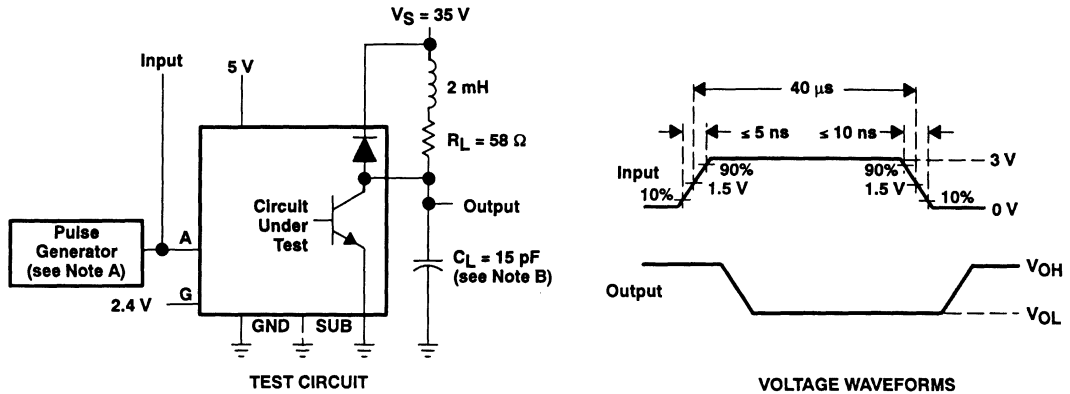 VS = 35 V
Input
5 V
2 mH
RL = 58 Ω
Circuit
Under
Test
Output
Pulse
Generator
(see Note A)
A
CL = 15 pF
(see Note B)
2.4 V
G
GND
SUB
TEST CIRCUIT
40 μs
≤ 5 ns
≤ 10 ns
Input
10%
90%
1.5 V
90%
1.5 V
10%
3 V
0 V
Output
VOH
VOL
VOLTAGE WAVEFORMS